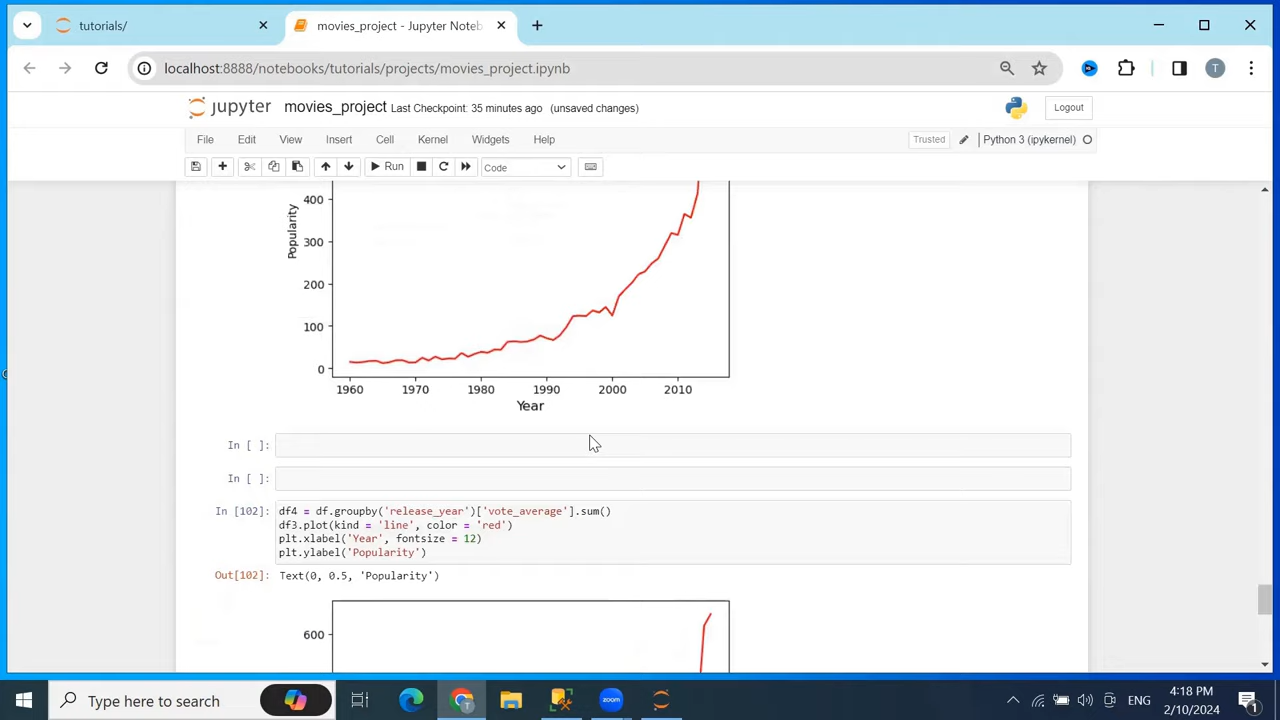 tutorials/
movies_project - Jupyter Noteb
localhost:8888/notebooks/tutorials/projects/movies_project.ipynb
T
jupyter movies_project Last Checkpoint: 35 minutes ago (unsaved changes)
Logout
File Edit View Insert Cell Kernel Widgets Help
Trusted
Python 3 (ipykernel)
Run
Code
400
300
200
100
0
Popularity
1960 1970 1980 1990 2000 2010
Year
In [ ]:
In [ ]:
In [102]:
df4 = df.groupby('release_year')['vote_average'].sum()
df3.plot(kind = 'line', color = 'red')
plt.xlabel('Year', fontsize = 12)
plt.ylabel('Popularity')
Out[102]: Text(0, 0.5, 'Popularity')
600
Type here to search
T
zoom
ENG
4:18 PM
2/10/2024
1